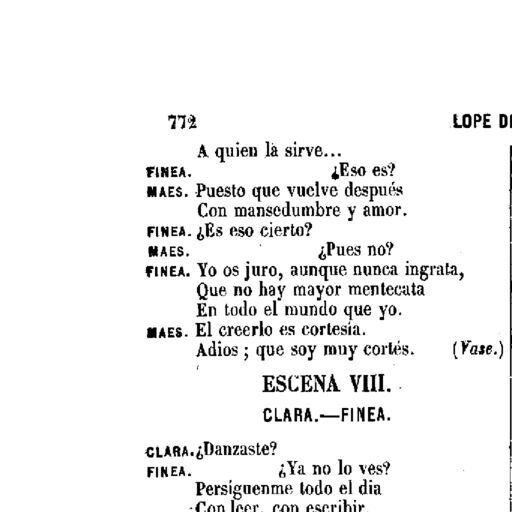 772
LOPE D
A quien la sirve...
FINEA. ¿Eso es?
MAES. Puesto que vuelve después
Con mansedumbre y amor.
FINEA. ¿Es eso cierto?
MAES. ¿Pues no?
FINEA. Yo os juro, aunque nunca ingrata,
Que no hay mayor mentecata
En todo el mundo que yo.
MAES. El creerlo es cortesía.
Adios; que soy muy cortés. (Vase.)
ESCENA VIII.
CLARA.—FINEA.
CLARA. ¿Danzaste?
FINEA. ¿Ya no lo ves?
Persíguenme todo el dia
Con leer, con escribir